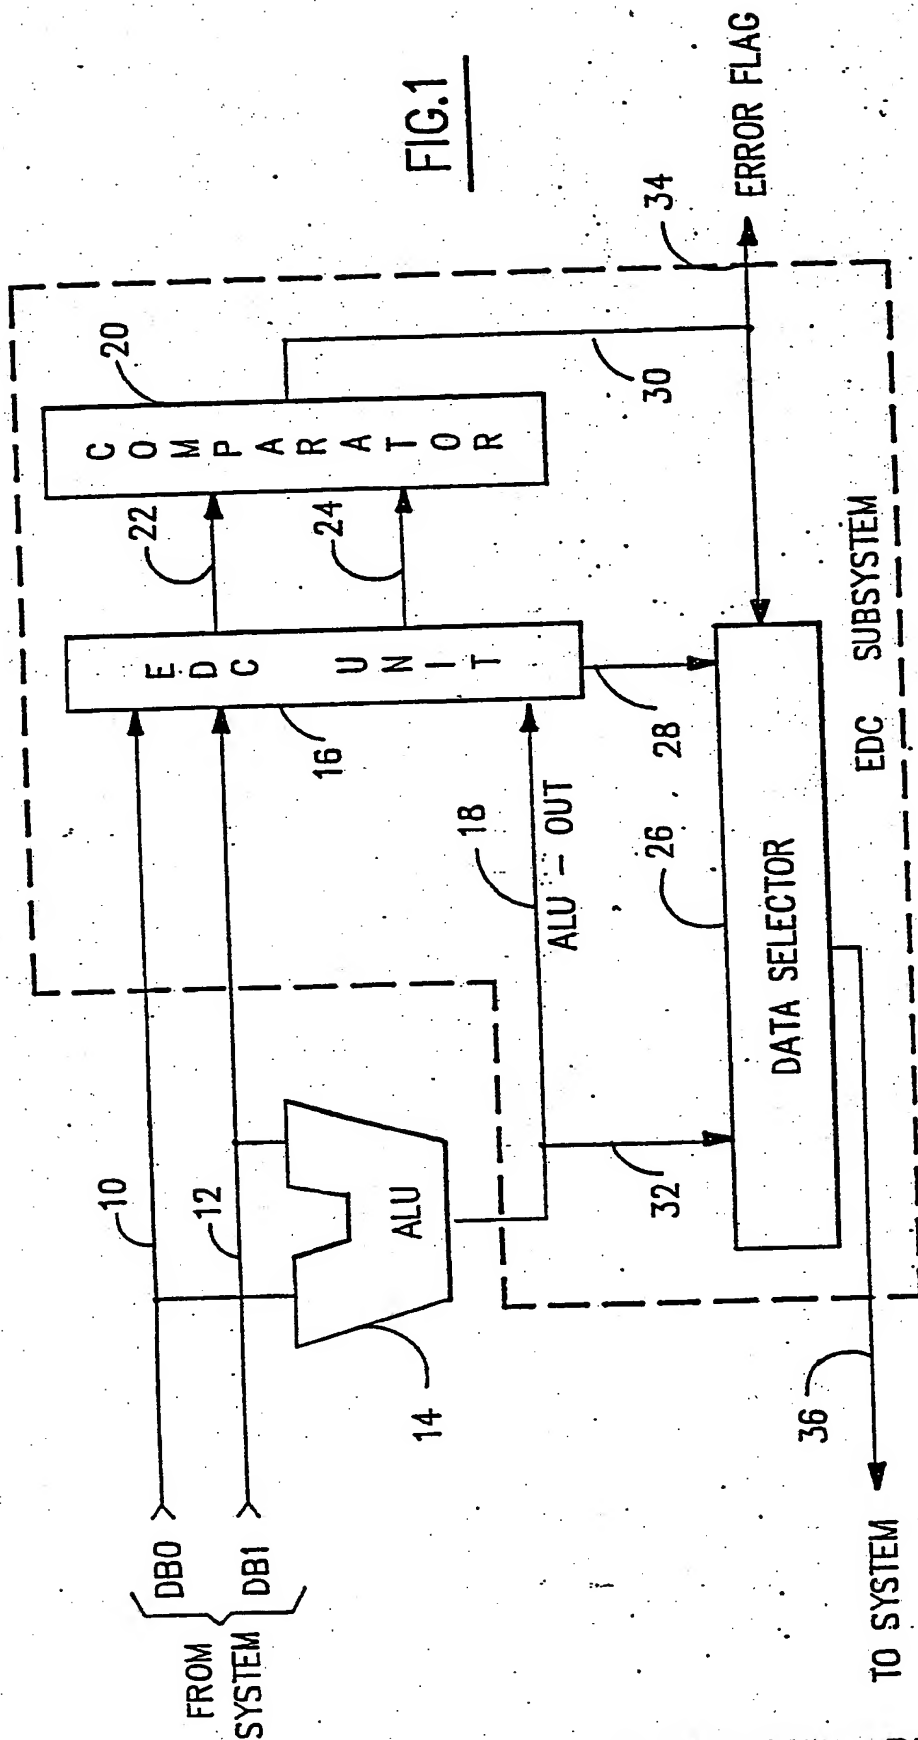 FIG.1
FROM
SYSTEM
DB0
DB1
10
12
14
ALU
16
EDC UNIT
18
ALU - OUT
20
COMPARATOR
22
24
26
DATA SELECTOR
28
30
32
34
ERROR FLAG
EDC SUBSYSTEM
36
TO SYSTEM